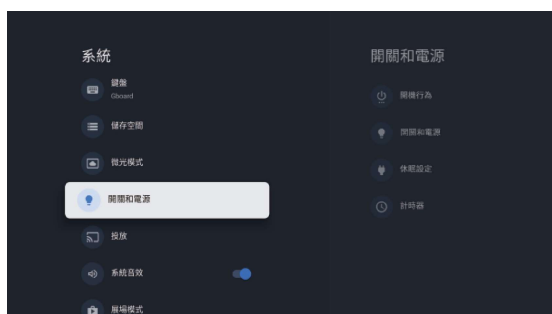 系統
鍵盤
Gboard
儲存空間
微光模式
開關和電源
投放
系統音效
展場模式
開關和電源
開機行為
開關和電源
休眠設定
計時器